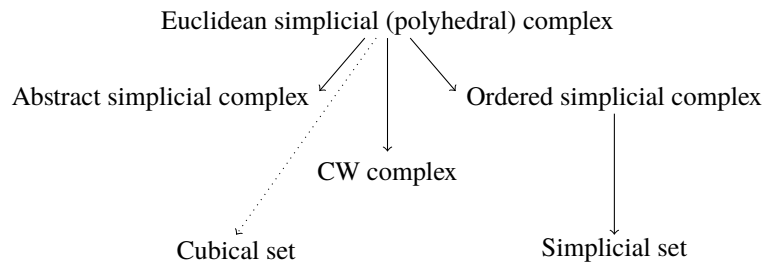 Euclidean simplicial (polyhedral) complex
Abstract simplicial complex
Ordered simplicial complex
CW complex
Cubical set
Simplicial set